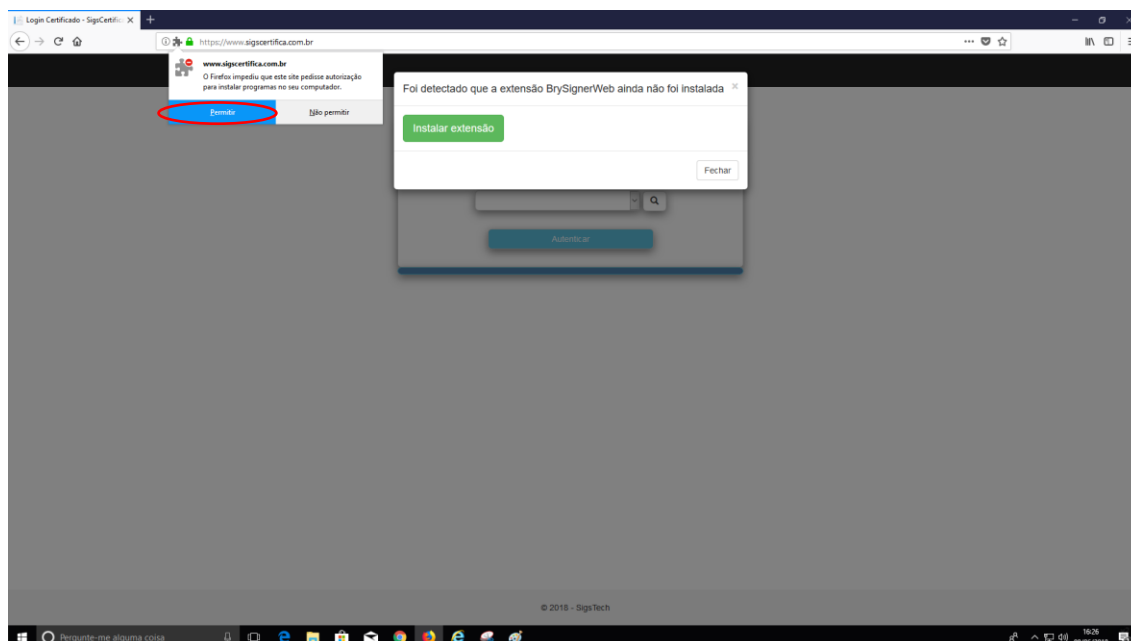 Login Certificado - SigsCertific
https://www.sigscertifica.com.br
www.sigscertifica.com.br
O Firefox impediu que este site pedisse autorização
para instalar programas no seu computador.
Permitir
Não permitir
Foi detectado que a extensão BrySignerWeb ainda não foi instalada ×
Instalar extensão
Fechar
Autenticar
© 2018 - SigsTech
Pergunte-me alguma coisa
16:26